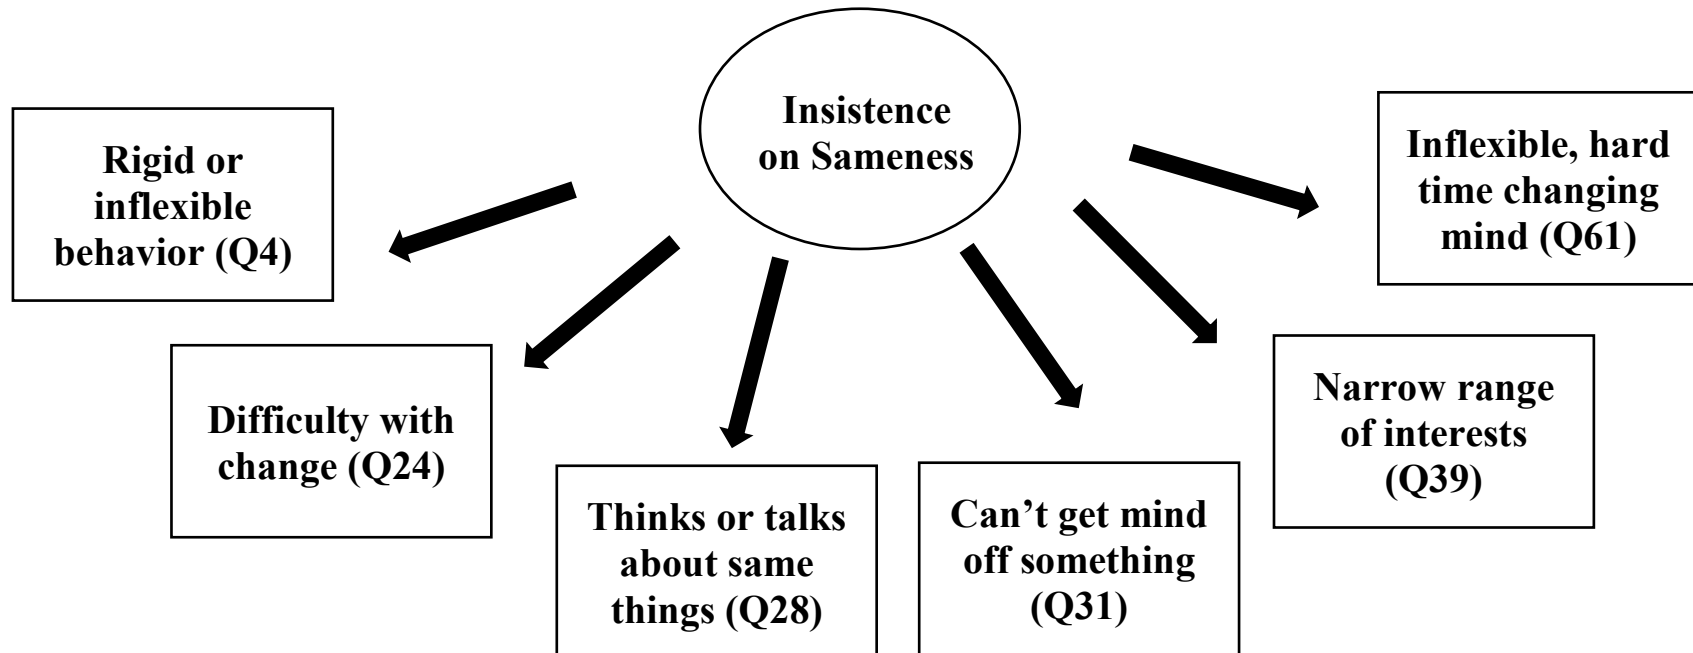 Insistence
on Sameness
Rigid or
inflexible
behavior (Q4)
Difficulty with
change (Q24)
Thinks or talks
about same
things (Q28)
Can’t get mind
off something
(Q31)
Narrow range
of interests
(Q39)
Inflexible, hard
time changing
mind (Q61)